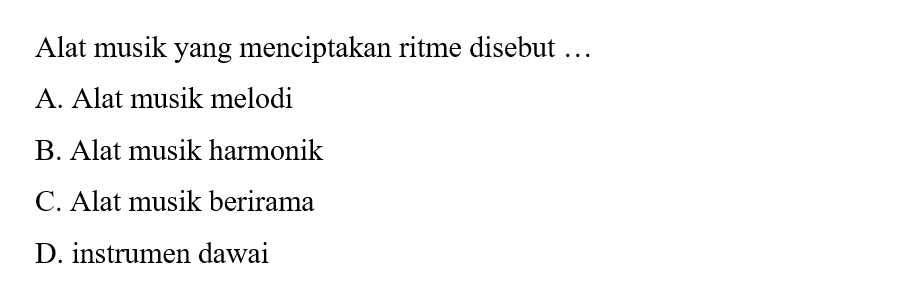 Alat musik yang menciptakan ritme disebut …
A. Alat musik melodi
B. Alat musik harmonik
C. Alat musik berirama
D. instrumen dawai